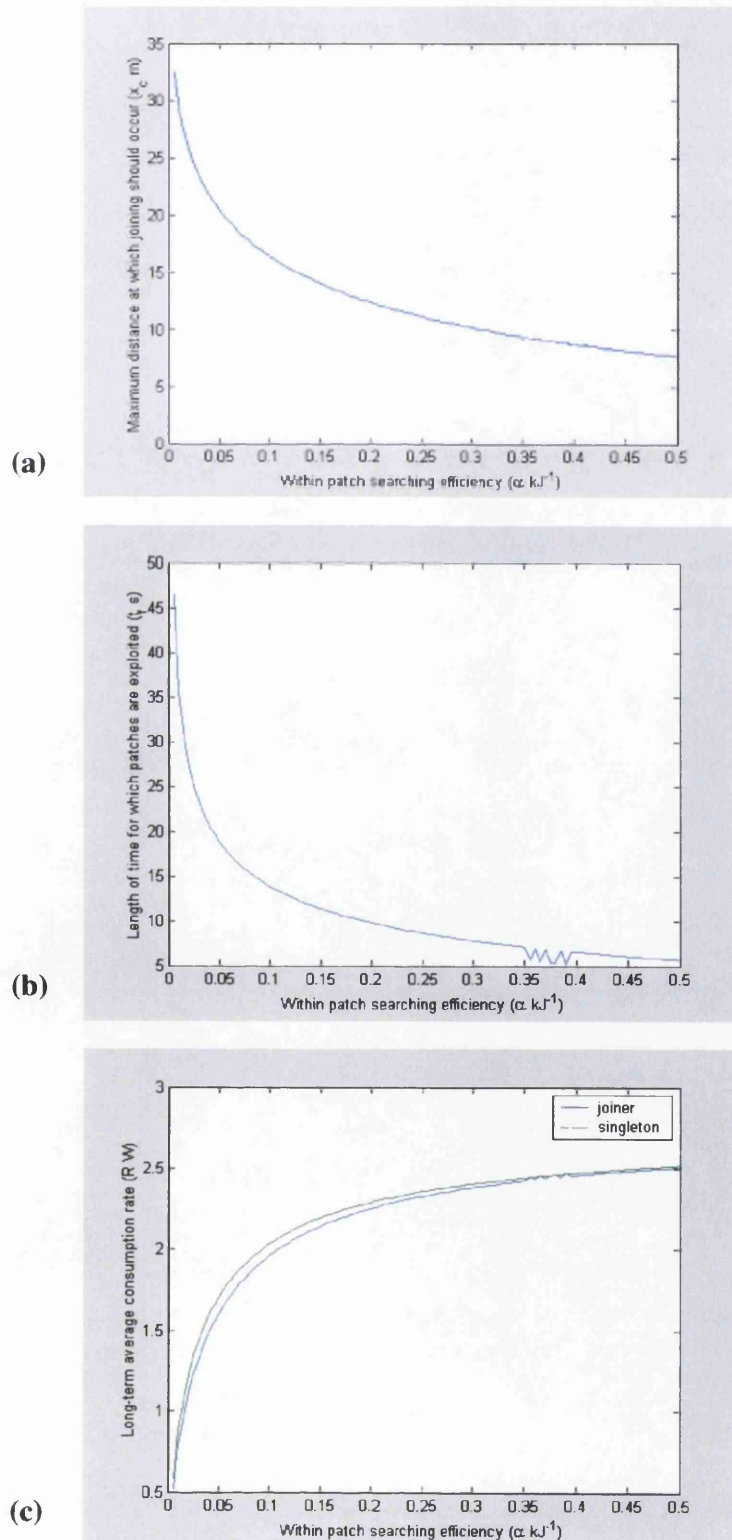 35
30
25
20
15
10
5
0
Maximum distance at which joining should occur (x_c m)
0 0.05 0.1 0.15 0.2 0.25 0.3 0.35 0.4 0.45 0.5
Within patch searching efficiency (α kJ⁻¹)
(a)
50
45
40
35
30
25
20
15
10
5
Length of time for which patches are exploited (t, s)
0 0.05 0.1 0.15 0.2 0.25 0.3 0.35 0.4 0.45 0.5
Within patch searching efficiency (α kJ⁻¹)
(b)
3
2.5
2
1.5
1
0.5
Long-term average consumption rate (R W)
joiner
singleton
0 0.05 0.1 0.15 0.2 0.25 0.3 0.35 0.4 0.45 0.5
Within patch searching efficiency (α kJ⁻¹)
(c)